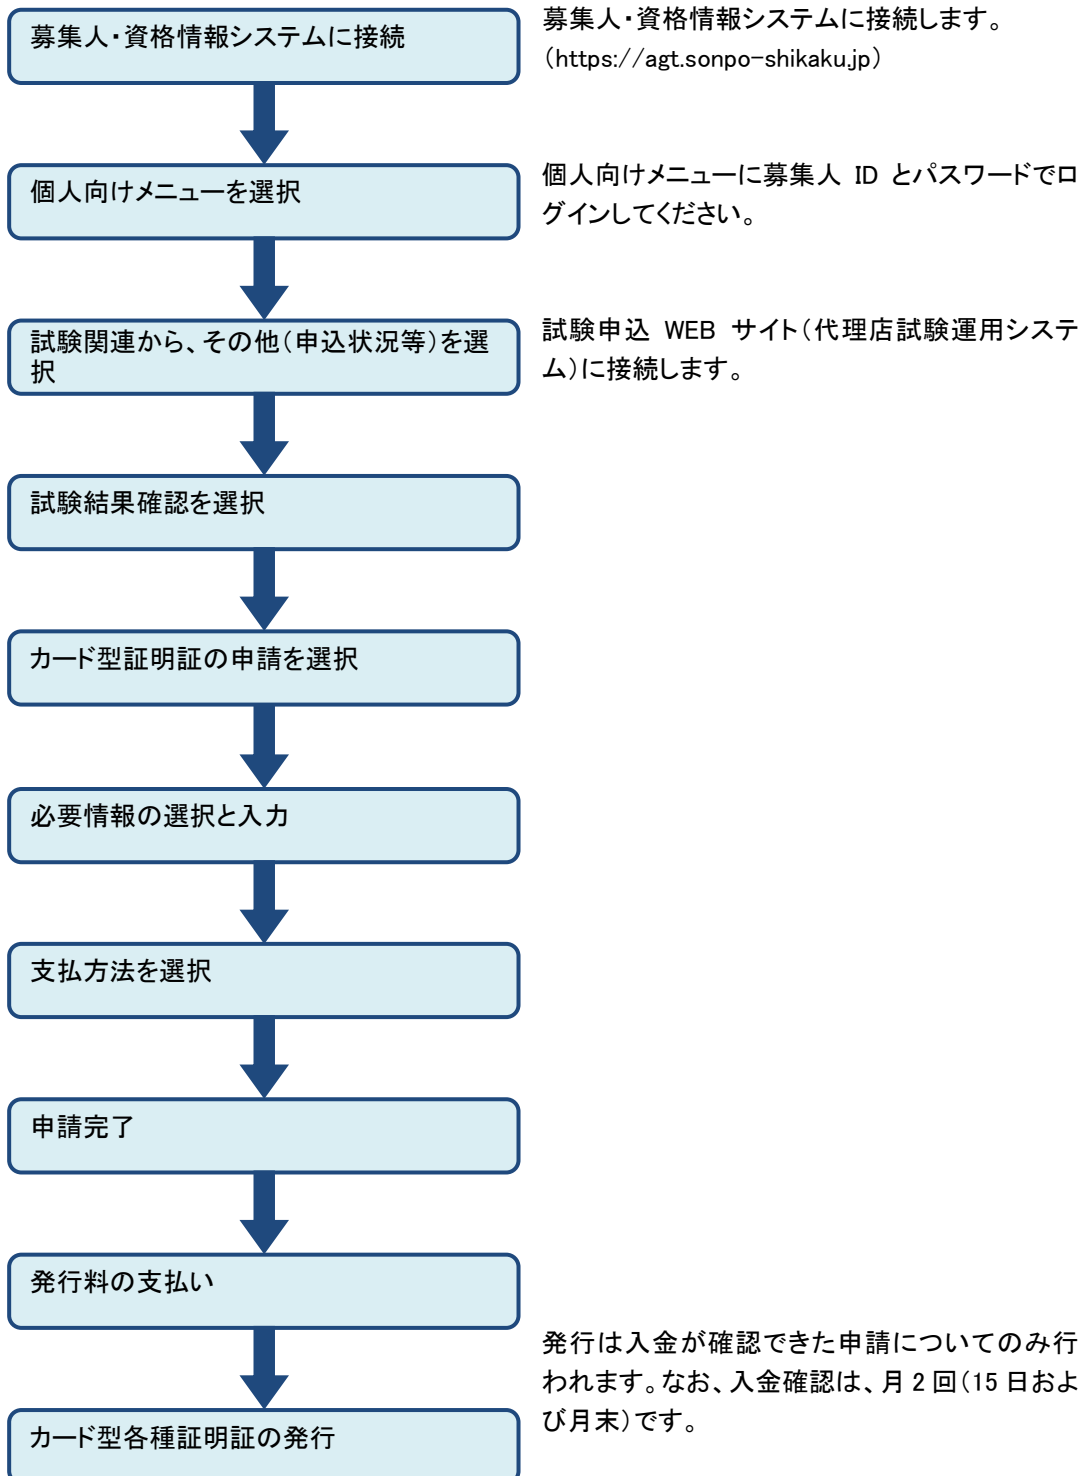 募集人・資格情報システムに接続
募集人・資格情報システムに接続します。
（https://agt.sonpo-shikaku.jp）
個人向けメニューを選択
個人向けメニューに募集人 ID とパスワードでロ
グインしてください。
試験関連から、その他（申込状況等）を選
択
試験申込 WEB サイト（代理店試験運用システ
ム）に接続します。
試験結果確認を選択
カード型証明証の申請を選択
必要情報の選択と入力
支払方法を選択
申請完了
発行料の支払い
発行は入金が確認できた申請についてのみ行
われます。なお、入金確認は、月 2 回（15 日およ
び月末）です。
カード型各種証明証の発行